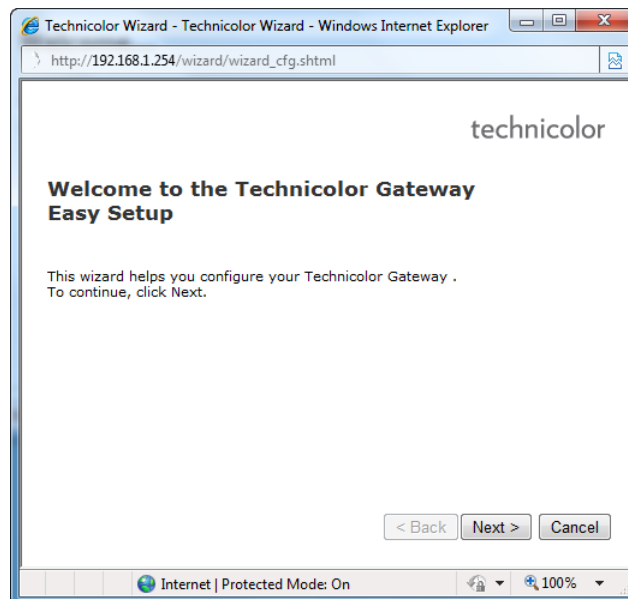 Technicolor Wizard - Technicolor Wizard - Windows Internet Explorer
http://192.168.1.254/wizard/wizard_cfg.shtml
technicolor
Welcome to the Technicolor Gateway
Easy Setup
This wizard helps you configure your Technicolor Gateway .
To continue, click Next.
< Back Next > Cancel
Internet | Protected Mode: On 100%